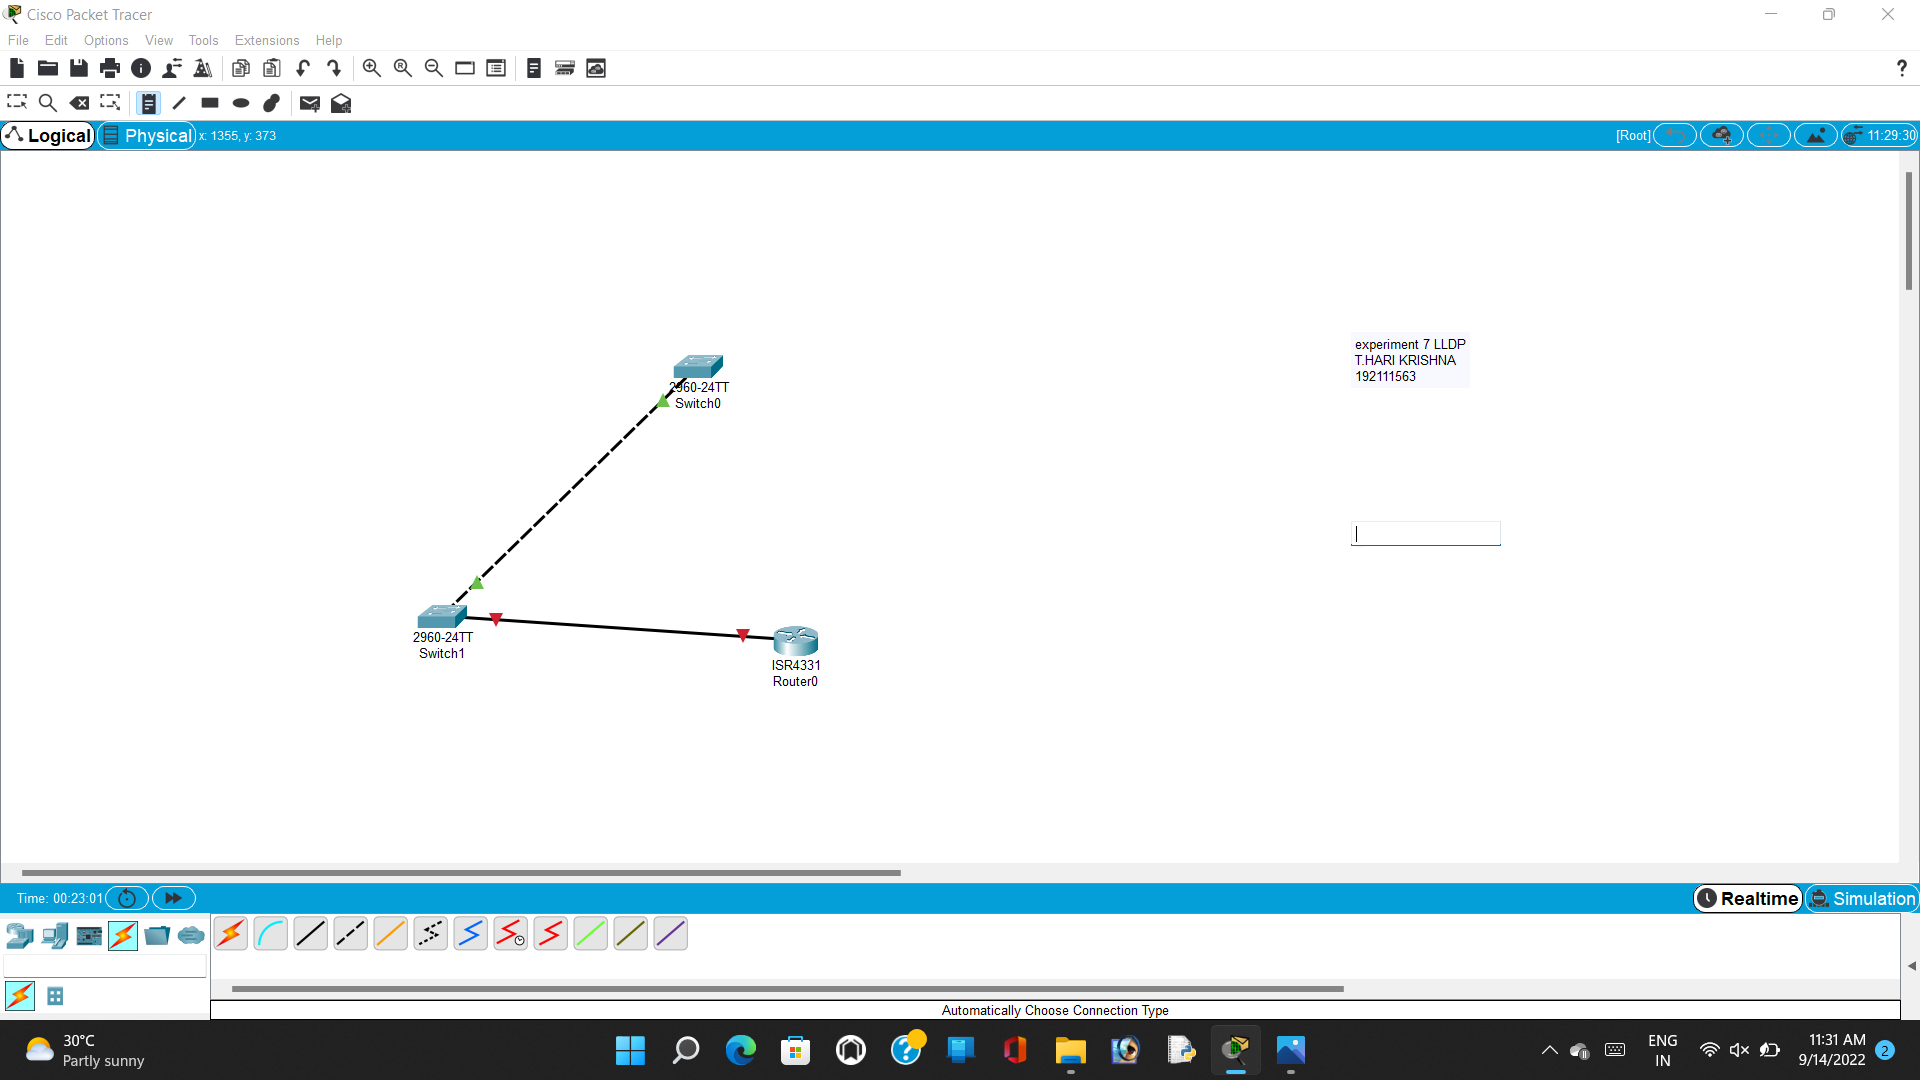 Cisco Packet Tracer
File Edit Options View Tools Extensions Help
?
Logical Physical x: 1355, y: 373 [Root] 11:29:30
experiment 7 LLDP
T.HARI KRISHNA
192111563
2960-24TT
Switch0
2960-24TT
Switch1
ISR4331
Router0
Time: 00:23:01 Realtime Simulation
Automatically Choose Connection Type
30°C
Partly sunny
ENG
IN
11:31 AM
9/14/2022
2